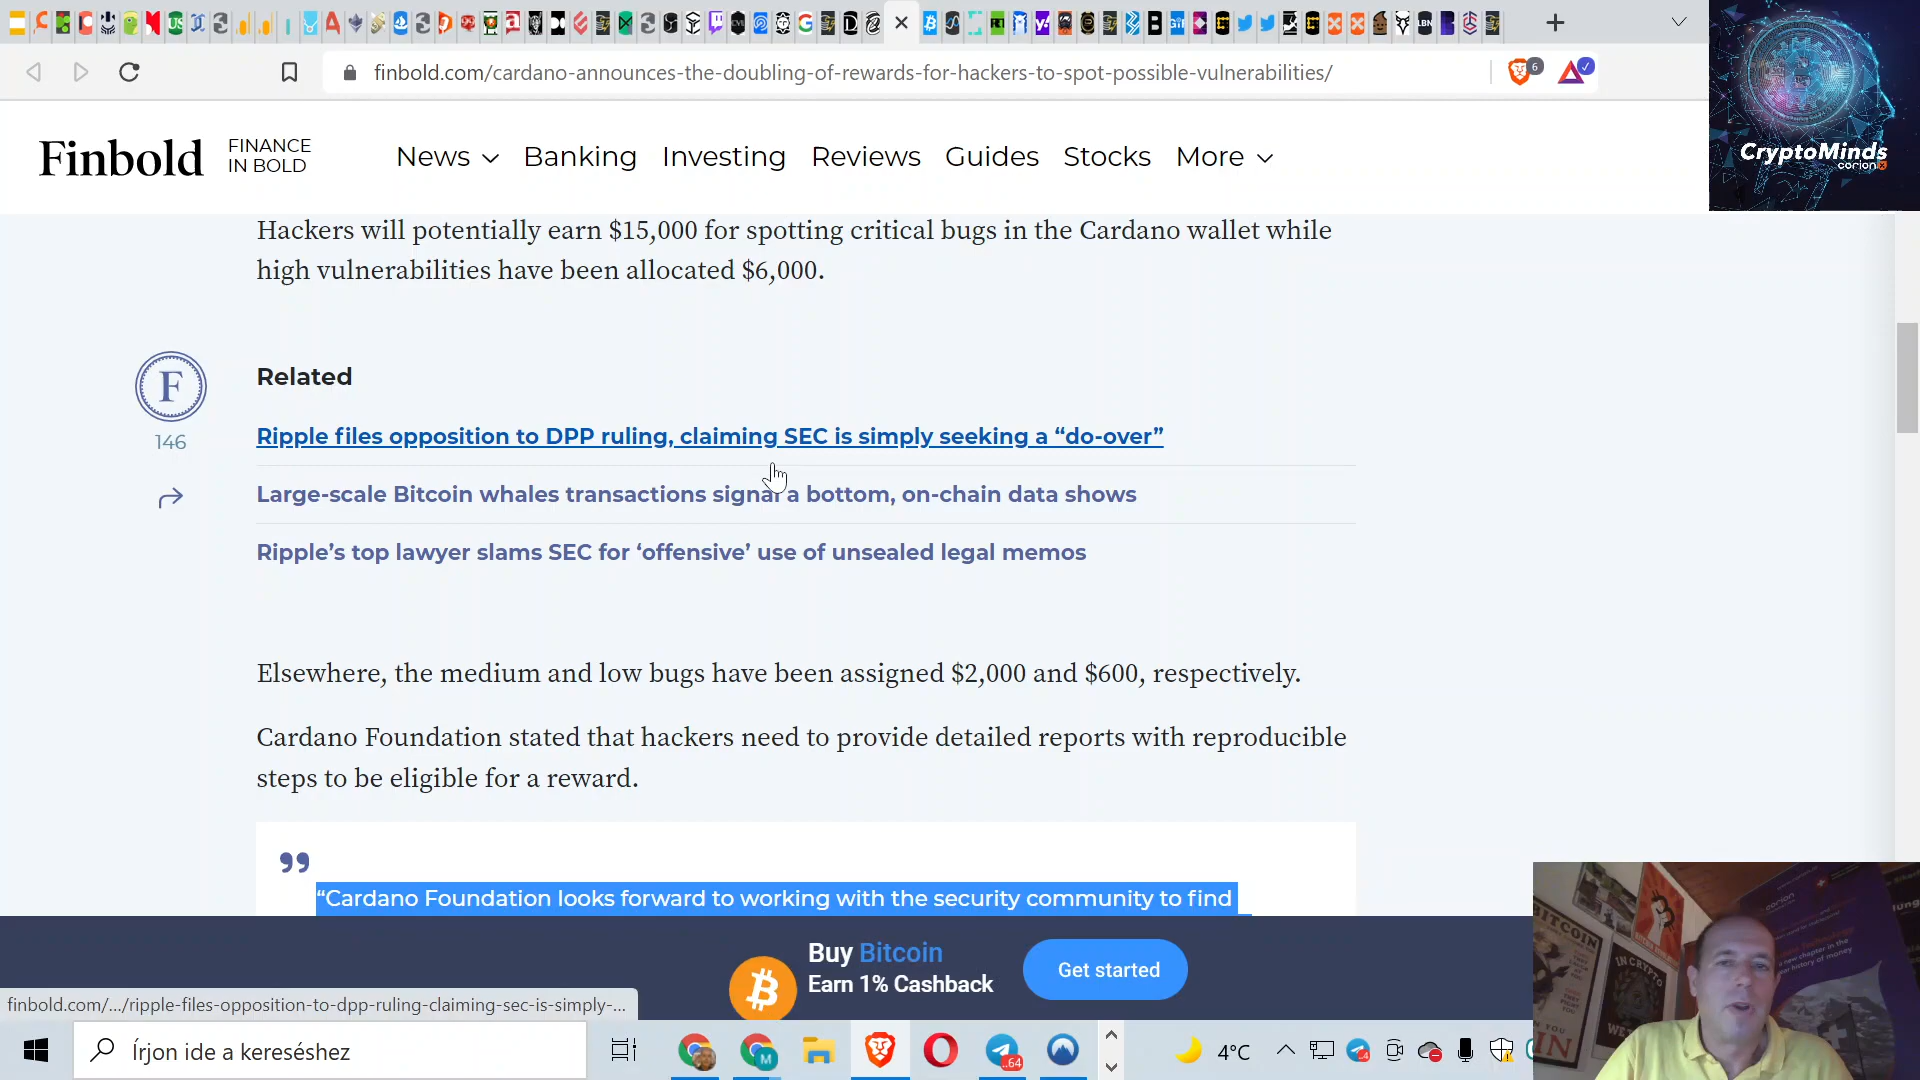 finbold.com/cardano-announces-the-doubling-of-rewards-for-hackers-to-spot-possible-vulnerabilities/
6
Finbold
FINANCE
IN BOLD
News
Banking
Investing
Reviews
Guides
Stocks
More
CryptoMinds
corion
Hackers will potentially earn $15,000 for spotting critical bugs in the Cardano wallet while
high vulnerabilities have been allocated $6,000.
F
146
Related
Ripple files opposition to DPP ruling, claiming SEC is simply seeking a “do-over”
Large-scale Bitcoin whales transactions signal a bottom, on-chain data shows
Ripple’s top lawyer slams SEC for ‘offensive’ use of unsealed legal memos
Elsewhere, the medium and low bugs have been assigned $2,000 and $600, respectively.
Cardano Foundation stated that hackers need to provide detailed reports with reproducible
steps to be eligible for a reward.
“Cardano Foundation looks forward to working with the security community to find
Buy Bitcoin
Earn 1% Cashback
Get started
finbold.com/.../ripple-files-opposition-to-dpp-ruling-claiming-sec-is-simply-...
Írjon ide a kereséshez
M
64
4°C
BITCOIN
IN CRYPTO